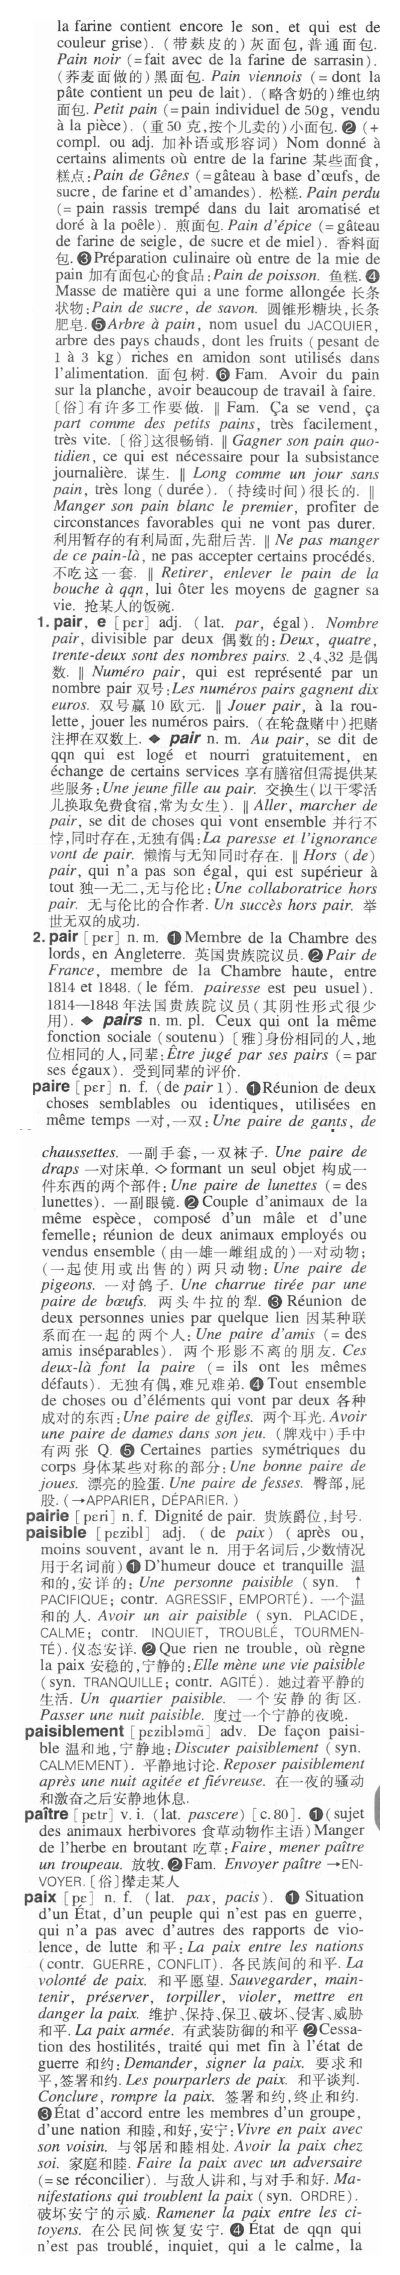 la farine contient encore le son, et qui est de
couleur grise). (带麸皮的)灰面包,普通面包.
Pain noir (=fait avec de la farine de sarrasin).
(荞麦面做的)黑面包. Pain viennois (=dont la
pâte contient un peu de lait). (略含奶的)维也纳
面包. Petit pain (=pain individuel de 50g, vendu
à la pièce). (重50克,按个儿卖的)小面包. ❷ (+
compl. ou adj. 加补语或形容词) Nom donné à
certains aliments où entre de la farine 某些面食,
糕点:Pain de Gênes (=gâteau à base d'œufs, de
sucre, de farine et d'amandes). 松糕. Pain perdu
(= pain rassis trempé dans du lait aromatisé et
doré à la poêle). 煎面包. Pain d'épice (=gâteau
de farine de seigle, de sucre et de miel). 香料面
包. ❸Préparation culinaire où entre de la mie de
pain 加有面包心的食品:Pain de poisson. 鱼糕. ❹
Masse de matière qui a une forme allongée 长条
状物:Pain de sucre, de savon. 圆锥形糖块,长条
肥皂. ❺Arbre à pain, nom usuel du JACQUIER,
arbre des pays chauds, dont les fruits (pesant de
1 à 3 kg) riches en amidon sont utilisés dans
l'alimentation. 面包树. ❻ Fam. Avoir du pain
sur la planche, avoir beaucoup de travail à faire.
〔俗〕有许多工作要做. ‖ Fam. Ça se vend, ça
part comme des petits pains, très facilement,
très vite. 〔俗〕这很畅销. ‖ Gagner son pain quo-
tidien, ce qui est nécessaire pour la subsistance
journalière. 谋生. ‖ Long comme un jour sans
pain, très long (durée). (持续时间)很长的. ‖
Manger son pain blanc le premier, profiter de
circonstances favorables qui ne vont pas durer.
利用暂存的有利局面,先甜后苦. ‖ Ne pas manger
de ce pain-là, ne pas accepter certains procédés.
不吃这一套. ‖ Retirer, enlever le pain de la
bouche à qqn, lui ôter les moyens de gagner sa
vie. 抢某人的饭碗.
1. pair, e [pɛr] adj. (lat. par, égal). Nombre
pair, divisible par deux 偶数的:Deux, quatre,
trente-deux sont des nombres pairs. 2、4、32 是偶
数. ‖ Numéro pair, qui est représenté par un
nombre pair 双号:Les numéros pairs gagnent dix
euros. 双号赢 10 欧元. ‖ Jouer pair, à la rou-
lette, jouer les numéros pairs. (在轮盘赌中)把赌
注押在双数上. ◆ pair n. m. Au pair, se dit de
qqn qui est logé et nourri gratuitement, en
échange de certains services 享有膳宿但需提供某
些服务:Une jeune fille au pair. 交换生(以干零活
儿换取免费食宿,常为女生). ‖ Aller, marcher de
pair, se dit de choses qui vont ensemble 并行不
悖,同时存在,无独有偶:La paresse et l'ignorance
vont de pair. 懒惰与无知同时存在. ‖ Hors (de)
pair, qui n'a pas son égal, qui est supérieur à
tout 独一无二,无与伦比:Une collaboratrice hors
pair. 无与伦比的合作者. Un succès hors pair. 举
世无双的成功.
2. pair [pɛr] n. m. ❶Membre de la Chambre des
lords, en Angleterre. 英国贵族院议员. ❷Pair de
France, membre de la Chambre haute, entre
1814 et 1848. (le fém. pairesse est peu usuel).
1814—1848年法国贵族院议员(其阴性形式很少
用). ◆ pairs n. m. pl. Ceux qui ont la même
fonction sociale (soutenu) 〔雅〕身份相同的人,地
位相同的人,同辈:Être jugé par ses pairs (=par
ses égaux). 受到同辈的评价.
paire [pɛr] n. f. (de pair 1). ❶Réunion de deux
choses semblables ou identiques, utilisées en
même temps 一对,一双:Une paire de gants, de
chaussettes. 一副手套,一双袜子. Une paire de
draps 一对床单. ◇formant un seul objet 构成一
件东西的两个部件:Une paire de lunettes (=des
lunettes). 一副眼镜. ❷Couple d'animaux de la
même espèce, composé d'un mâle et d'une
femelle; réunion de deux animaux employés ou
vendus ensemble (由一雄一雌组成的)一对动物;
(一起使用或出售的)两只动物:Une paire de
pigeons. 一对鸽子. Une charrue tirée par une
paire de bœufs. 两头牛拉的犁. ❸ Réunion de
deux personnes unies par quelque lien 因某种联
系而在一起的两个人:Une paire d'amis (= des
amis inséparables). 两个形影不离的朋友. Ces
deux-là font la paire (= ils ont les mêmes
défauts). 无独有偶,难兄难弟. ❹Tout ensemble
de choses ou d'éléments qui vont par deux 各种
成对的东西:Une paire de gifles. 两个耳光. Avoir
une paire de dames dans son jeu. (牌戏中)手中
有两张 Q. ❺ Certaines parties symétriques du
corps 身体某些对称的部分:Une bonne paire de
joues. 漂亮的脸蛋. Une paire de fesses. 臀部,屁
股. (→APPARIER, DÉPARIER.)
pairie [peri] n. f. Dignité de pair. 贵族爵位,封号.
paisible [pezibl] adj. (de paix) (après ou,
moins souvent, avant le n. 用于名词后,少数情况
用于名词前) ❶D'humeur douce et tranquille 温
和的,安详的: Une personne paisible (syn. ↑
PACIFIQUE; contr. AGRESSIF, EMPORTÉ). 一个温
和的人. Avoir un air paisible (syn. PLACIDE,
CALME; contr. INQUIET, TROUBLÉ, TOURMEN-
TÉ). 仪态安详. ❷Que rien ne trouble, où règne
la paix 安稳的,宁静的:Elle mène une vie paisible
(syn. TRANQUILLE; contr. AGITÉ). 她过着平静的
生活. Un quartier paisible. 一个安静的街区.
Passer une nuit paisible. 度过一个宁静的夜晚.
paisiblement [pezibləmɑ̃] adv. De façon paisi-
ble 温和地,宁静地:Discuter paisiblement (syn.
CALMEMENT). 平静地讨论. Reposer paisiblement
après une nuit agitée et fiévreuse. 在一夜的骚动
和激奋之后安静地休息.
paître [pɛtr] v. i. (lat. pascere) [c. 80]. ❶(sujet
des animaux herbivores 食草动物作主语) Manger
de l'herbe en broutant 吃草:Faire, mener paître
un troupeau. 放牧. ❷Fam. Envoyer paître →EN-
VOYER. 〔俗〕撵走某人
paix [pɛ] n. f. (lat. pax, pacis). ❶ Situation
d'un État, d'un peuple qui n'est pas en guerre,
qui n'a pas avec d'autres des rapports de vio-
lence, de lutte 和平:La paix entre les nations
(contr. GUERRE, CONFLIT). 各民族间的和平. La
volonté de paix. 和平愿望. Sauvegarder, main-
tenir, préserver, torpiller, violer, mettre en
danger la paix. 维护、保持、保卫、破坏、侵害、威胁
和平. La paix armée. 有武装防御的和平 ❷Cessa-
tion des hostilités, traité qui met fin à l'état de
guerre 和约:Demander, signer la paix. 要求和
平,签署和约. Les pourparlers de paix. 和平谈判.
Conclure, rompre la paix. 签署和约,终止和约.
❸État d'accord entre les membres d'un groupe,
d'une nation 和睦,和好,安宁:Vivre en paix avec
son voisin. 与邻居和睦相处. Avoir la paix chez
soi. 家庭和睦. Faire la paix avec un adversaire
(=se réconcilier). 与敌人讲和,与对手和好. Ma-
nifestations qui troublent la paix (syn. ORDRE).
破坏安宁的示威. Ramener la paix entre les ci-
toyens. 在公民间恢复安宁. ❹État de qqn qui
n'est pas troublé, inquiet, qui a le calme, la